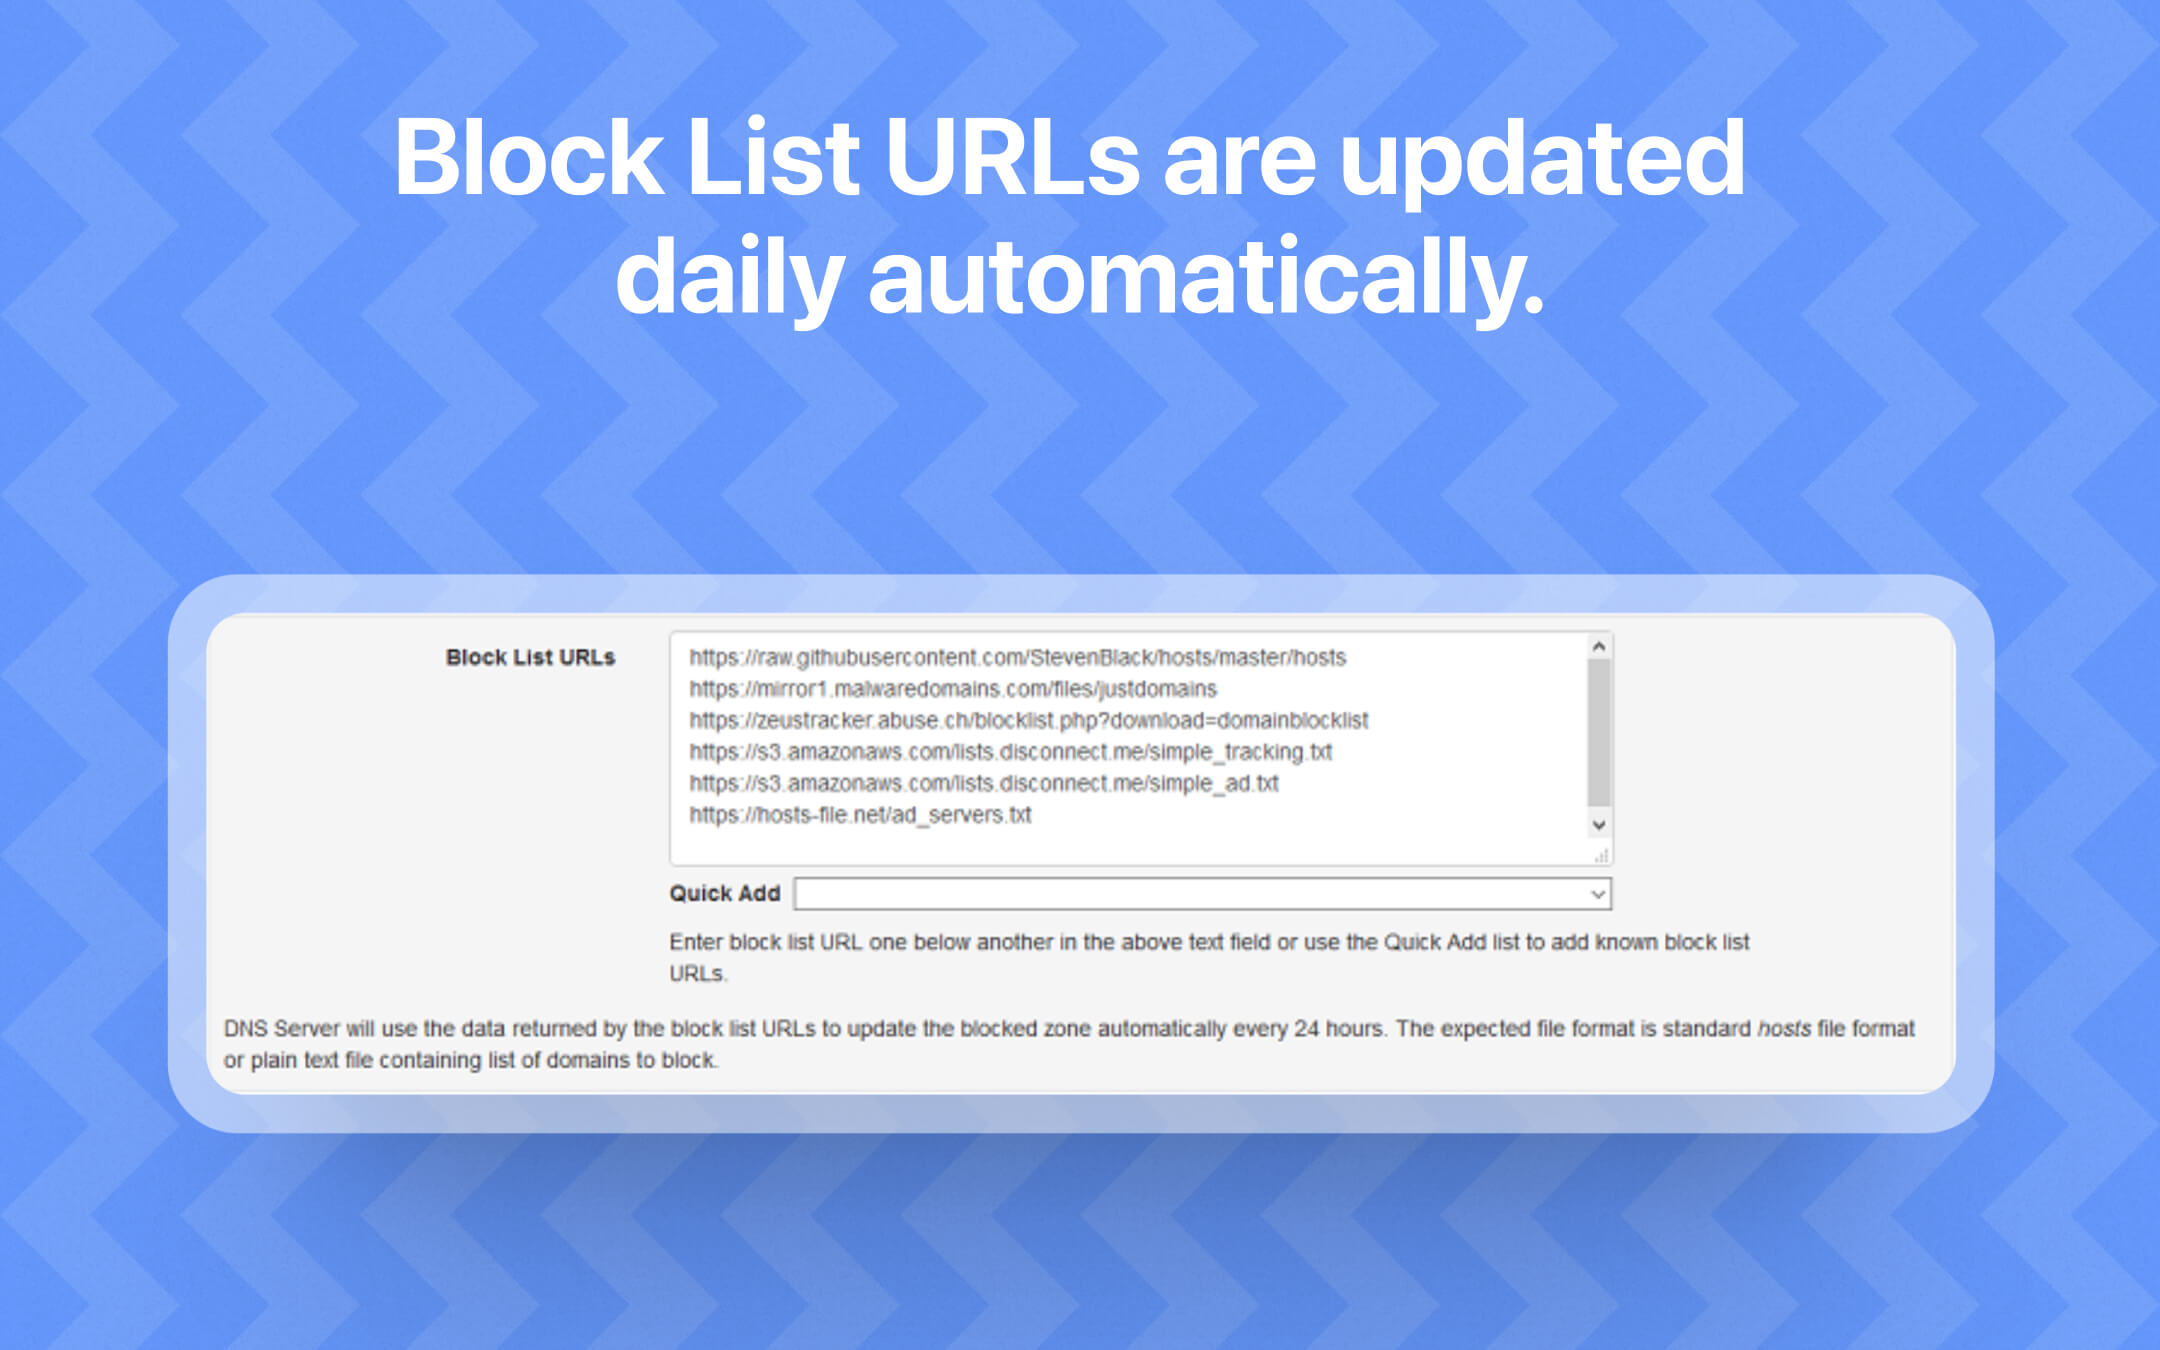 Block List URLs are updated
daily automatically.
Block List URLs
https://raw.githubusercontent.com/StevenBlack/hosts/master/hosts
https://mirror1.malwaredomains.com/files/justdomains
https://zeustracker.abuse.ch/blocklist.php?download=domainblocklist
https://s3.amazonaws.com/lists.disconnect.me/simple_tracking.txt
https://s3.amazonaws.com/lists.disconnect.me/simple_ad.txt
https://hosts-file.net/ad_servers.txt
Quick Add
Enter block list URL one below another in the above text field or use the Quick Add list to add known block list
URLs.
DNS Server will use the data returned by the block list URLs to update the blocked zone automatically every 24 hours. The expected file format is standard hosts file format
or plain text file containing list of domains to block.